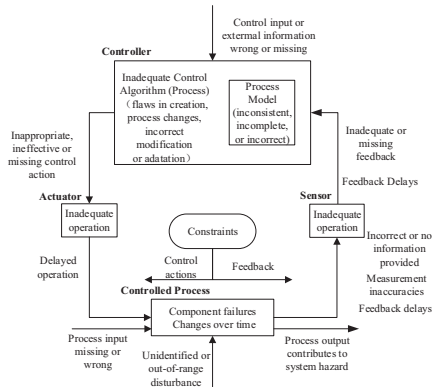 Control input or
external information
wrong or missing
Controller
Inadequate Control
Algorithm (Process)
(flaws in creation,
process changes,
incorrect
modification
or adatation)
Process
Model
(inconsistent,
incomplete,
or incorrect)
Inappropriate,
ineffective or
missing control
action
Inadequate or
missing feedback
Feedback Delays
Actuator
Inadequate
operation
Sensor
Inadequate
operation
Constraints
Delayed
operation
Control
actions
Feedback
Incorrect or no
information
provided
Measurement
inaccuracies
Feedback delays
Controlled Process
Component failures
Changes over time
Process input
missing or
wrong
Unidentified or
out-of-range
disturbance
Process output
contributes to
system hazard